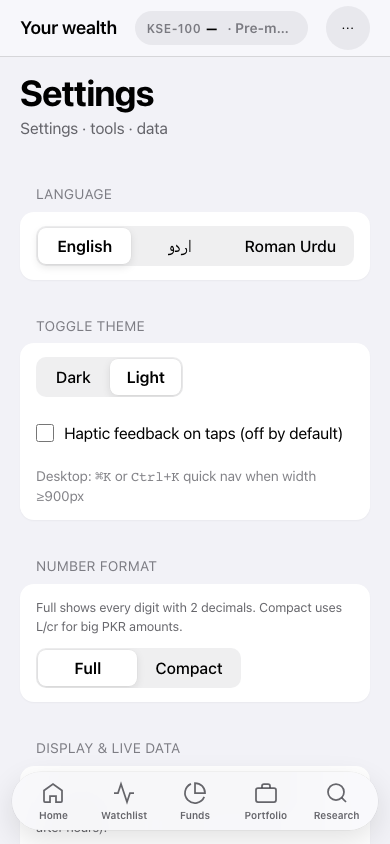 Your wealth
KSE-100 – · Pre-m...
...
Settings
Settings · tools · data
LANGUAGE
English
اردو
Roman Urdu
TOGGLE THEME
Dark
Light
Haptic feedback on taps (off by default)
Desktop: ⌘K or Ctrl+K quick nav when width
≥900px
NUMBER FORMAT
Full shows every digit with 2 decimals. Compact uses
L/cr for big PKR amounts.
Full
Compact
DISPLAY & LIVE DATA
Home
Watchlist
Funds
Portfolio
Research
after hours).